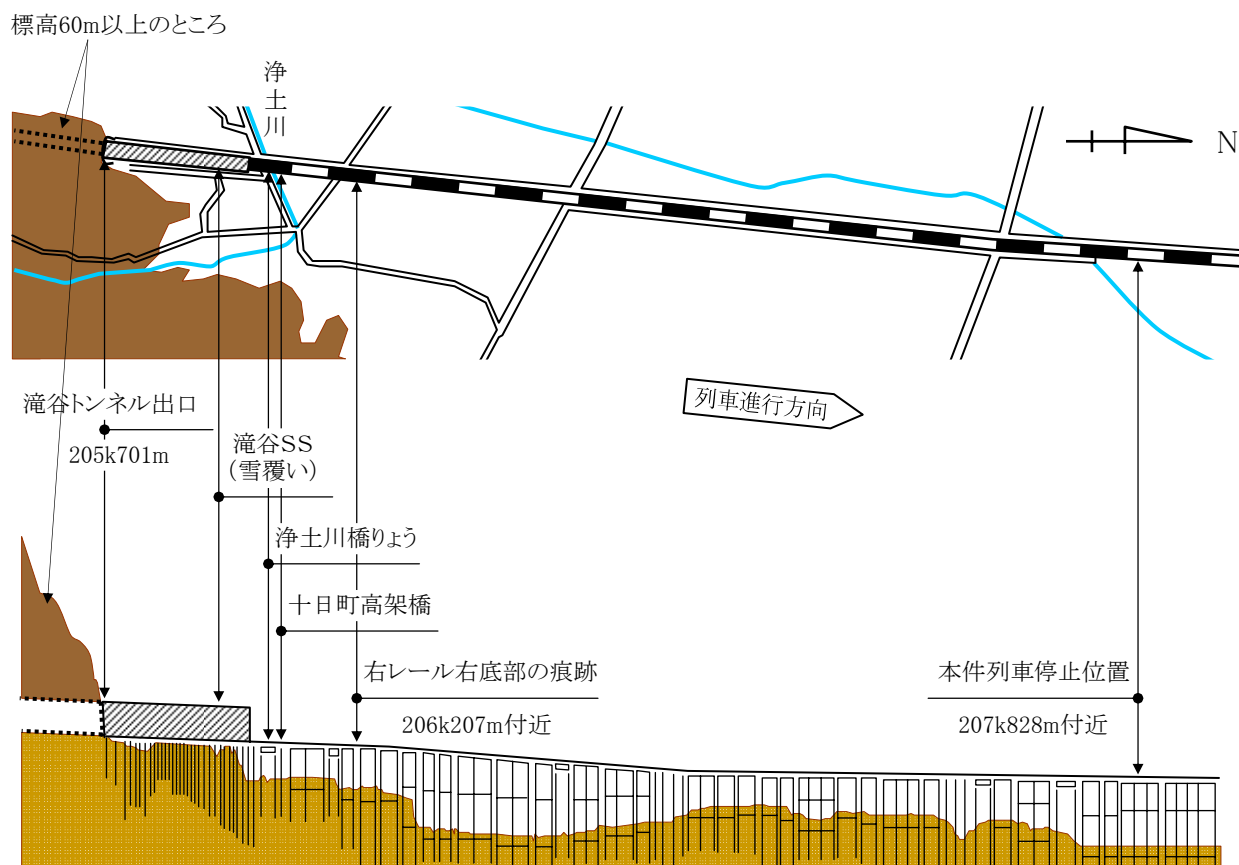 標高60m以上のところ
浄土川
N
列車進行方向
滝谷トンネル出口
205k701m
滝谷SS
（雪覆い）
浄土川橋りょう
十日町高架橋
右レール右底部の痕跡
206k207m付近
本件列車停止位置
207k828m付近